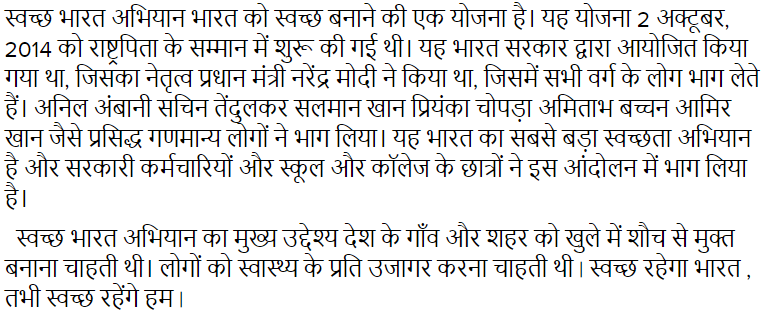 स्वच्छ भारत अभियान भारत को स्वच्छ बनाने की एक योजना है। यह योजना 2 अक्टूबर,
2014 को राष्ट्रपिता के सम्मान में शुरू की गई थी। यह भारत सरकार द्वारा आयोजित किया
गया था, जिसका नेतृत्व प्रधान मंत्री नरेंद्र मोदी ने किया था, जिसमें सभी वर्ग के लोग भाग लेते
हैं। अनिल अंबानी सचिन तेंदुलकर सलमान खान प्रियंका चोपड़ा अमिताभ बच्चन आमिर
खान जैसे प्रसिद्ध गणमान्य लोगों ने भाग लिया। यह भारत का सबसे बड़ा स्वच्छता अभियान
है और सरकारी कर्मचारियों और स्कूल और कॉलेज के छात्रों ने इस आंदोलन में भाग लिया
है।
स्वच्छ भारत अभियान का मुख्य उद्देश्य देश के गाँव और शहर को खुले में शौच से मुक्त
बनाना चाहती थी। लोगों को स्वास्थ्य के प्रति उजागर करना चाहती थी। स्वच्छ रहेगा भारत ,
तभी स्वच्छ रहेंगे हम।